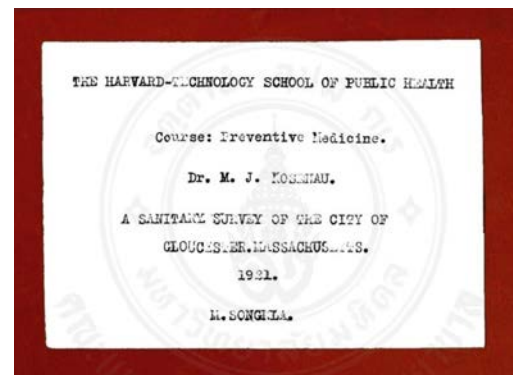 THE HARVARD-TECHNOLOGY SCHOOL OF PUBLIC HEALTH
Course: Preventive Medicine.
Dr. M. J. ROSENAU.
A SANITARY SURVEY OF THE CITY OF
GLOUCESTER.MASSACHUSETTS.
1921.
M. SONGKLA.